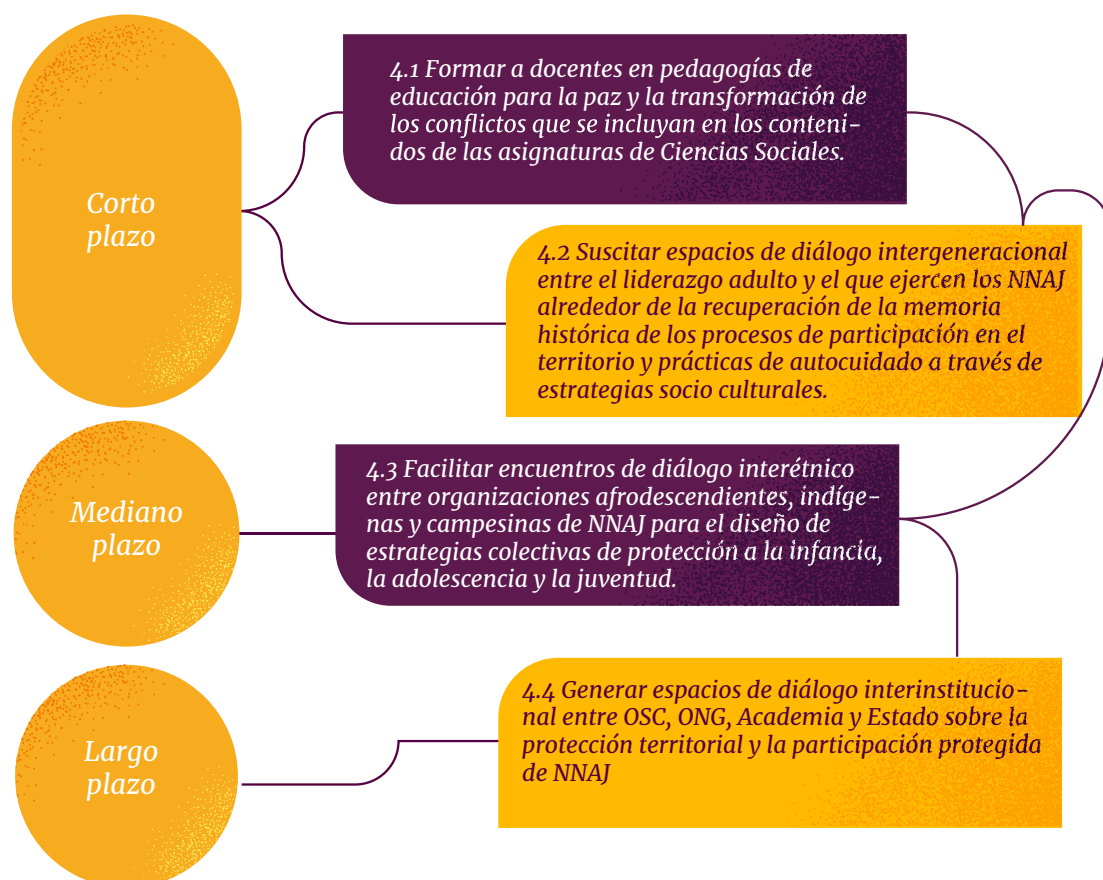 Corto
plazo
4.1 Formar a docentes en pedagogías de
educación para la paz y la transformación de
los conflictos que se incluyan en los conteni-
dos de las asignaturas de Ciencias Sociales.
4.2 Suscitar espacios de diálogo intergeneracional
entre el liderazgo adulto y el que ejercen los NNAJ
alrededor de la recuperación de la memoria
histórica de los procesos de participación en el
territorio y prácticas de autocuidado a través de
estrategias socio culturales.
Mediano
plazo
4.3 Facilitar encuentros de diálogo interétnico
entre organizaciones afrodescendientes, indíge-
nas y campesinas de NNAJ para el diseño de
estrategias colectivas de protección a la infancia,
la adolescencia y la juventud.
Largo
plazo
4.4 Generar espacios de diálogo interinstitucio-
nal entre OSC, ONG, Academia y Estado sobre la
protección territorial y la participación protegida
de NNAJ